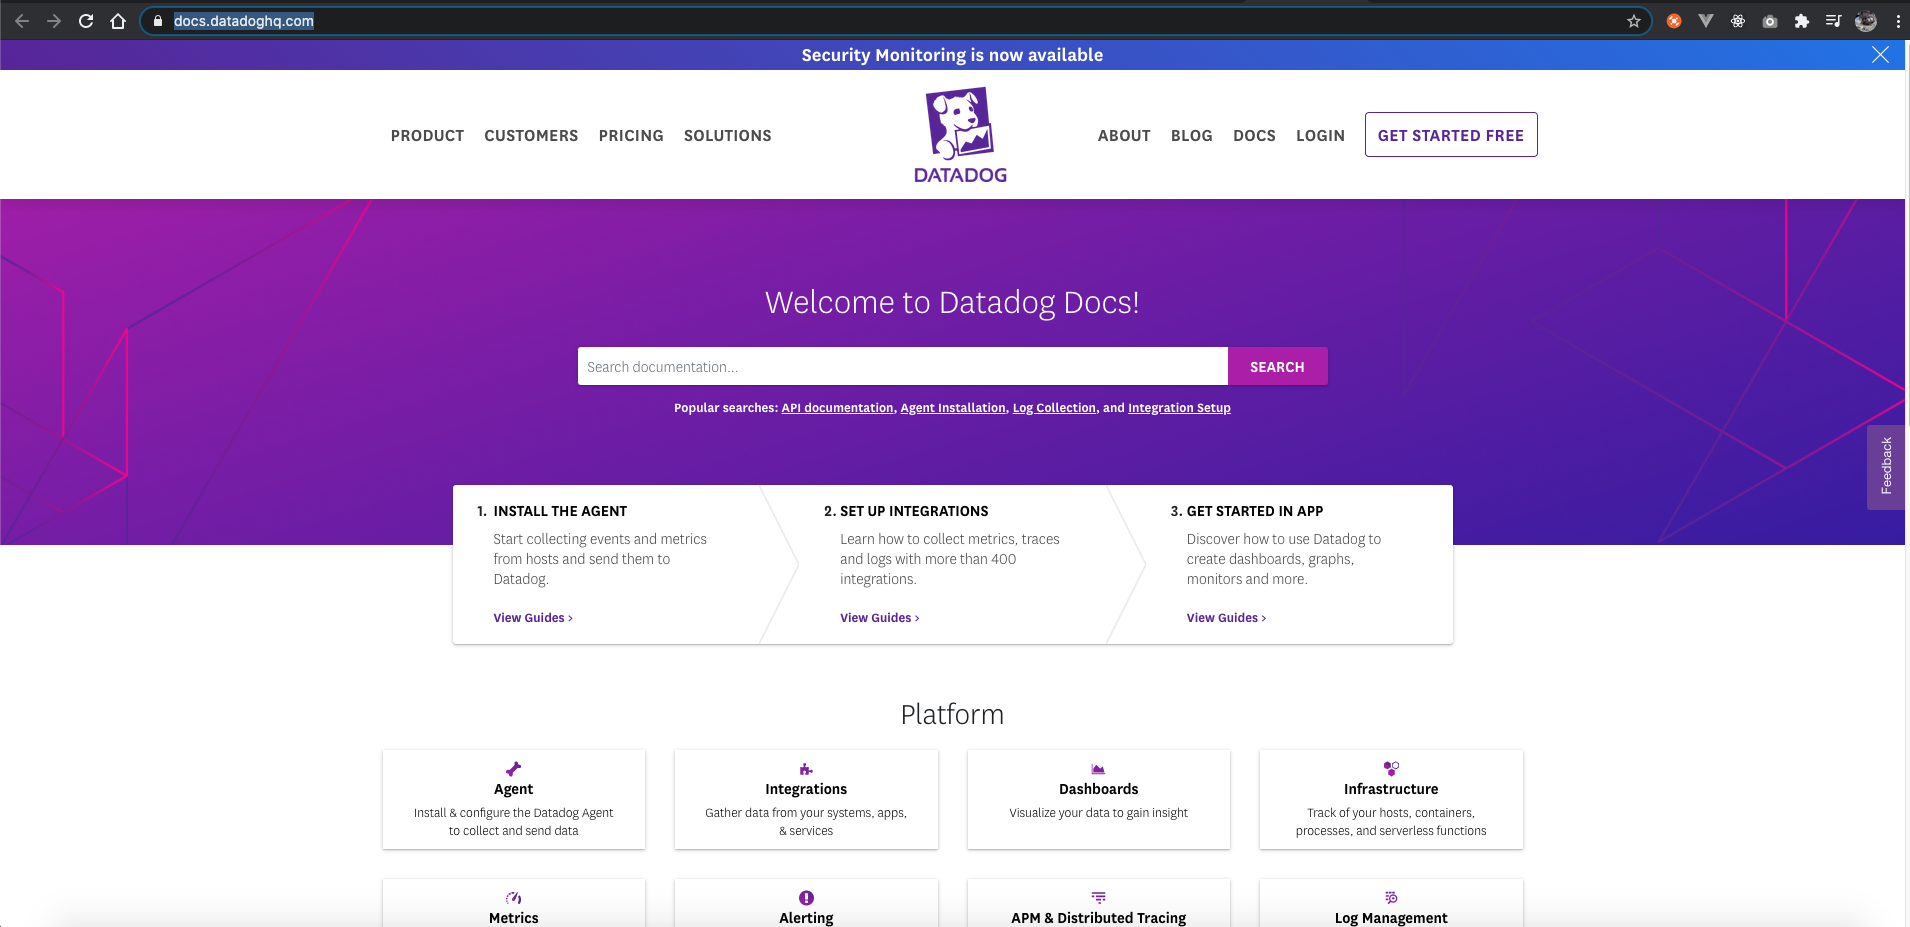 docs.datadoghq.com
Security Monitoring is now available
PRODUCT CUSTOMERS PRICING SOLUTIONS
DATADOG
ABOUT BLOG DOCS LOGIN GET STARTED FREE
Welcome to Datadog Docs!
Search documentation... SEARCH
Popular searches: API documentation, Agent Installation, Log Collection, and Integration Setup
Feedback
1. INSTALL THE AGENT
Start collecting events and metrics
from hosts and send them to
Datadog.
View Guides >
2. SET UP INTEGRATIONS
Learn how to collect metrics, traces
and logs with more than 400
integrations.
View Guides >
3. GET STARTED IN APP
Discover how to use Datadog to
create dashboards, graphs,
monitors and more.
View Guides >
Platform
Agent
Install & configure the Datadog Agent
to collect and send data
Integrations
Gather data from your systems, apps,
& services
Dashboards
Visualize your data to gain insight
Infrastructure
Track of your hosts, containers,
processes, and serverless functions
Metrics
Alerting
APM & Distributed Tracing
Log Management